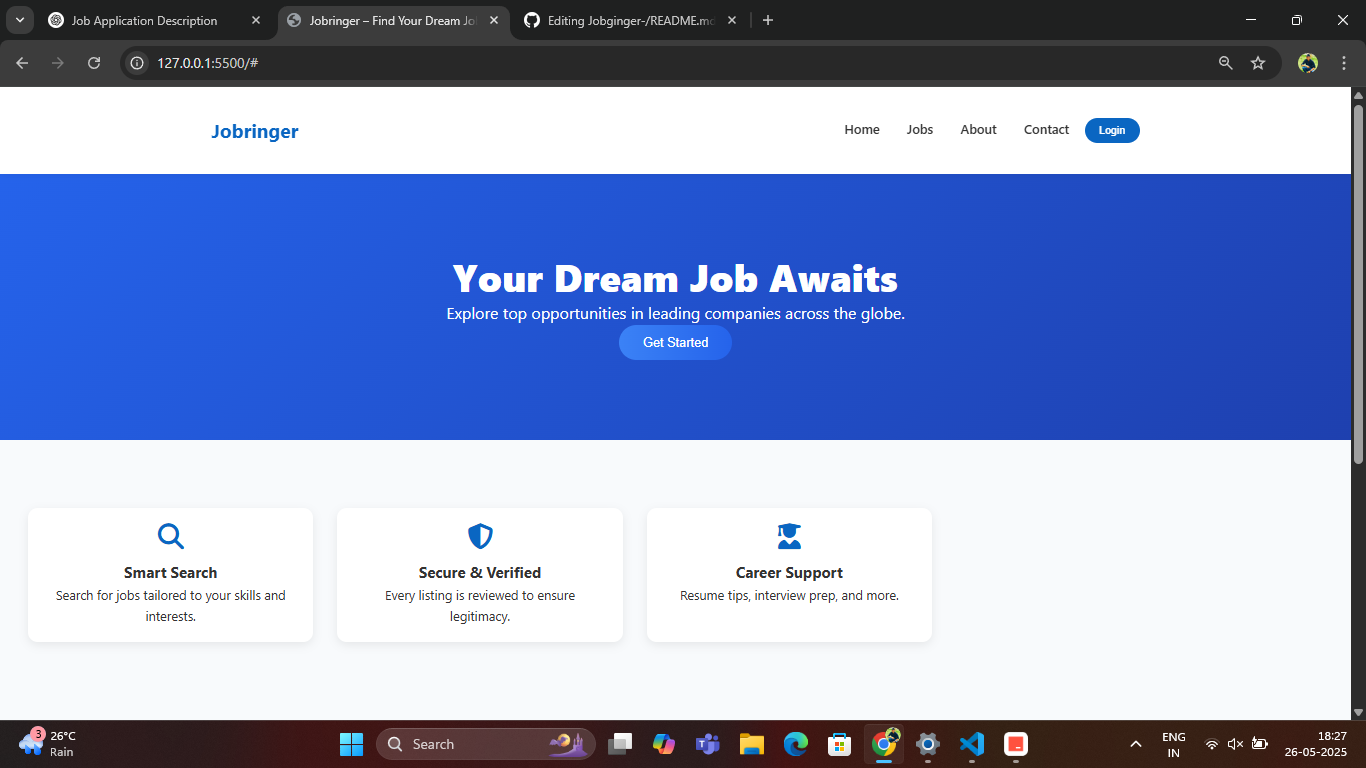 Job Application Description
Jobringer – Find Your Dream Jo
Editing Jobginger-/README.m
127.0.0.1:5500/#
Jobringer
Home
Jobs
About
Contact
Login
Your Dream Job Awaits
Explore top opportunities in leading companies across the globe.
Get Started
Smart Search
Search for jobs tailored to your skills and
interests.
Secure & Verified
Every listing is reviewed to ensure
legitimacy.
Career Support
Resume tips, interview prep, and more.
3
26°C
Rain
Search
ENG
IN
18:27
26-05-2025